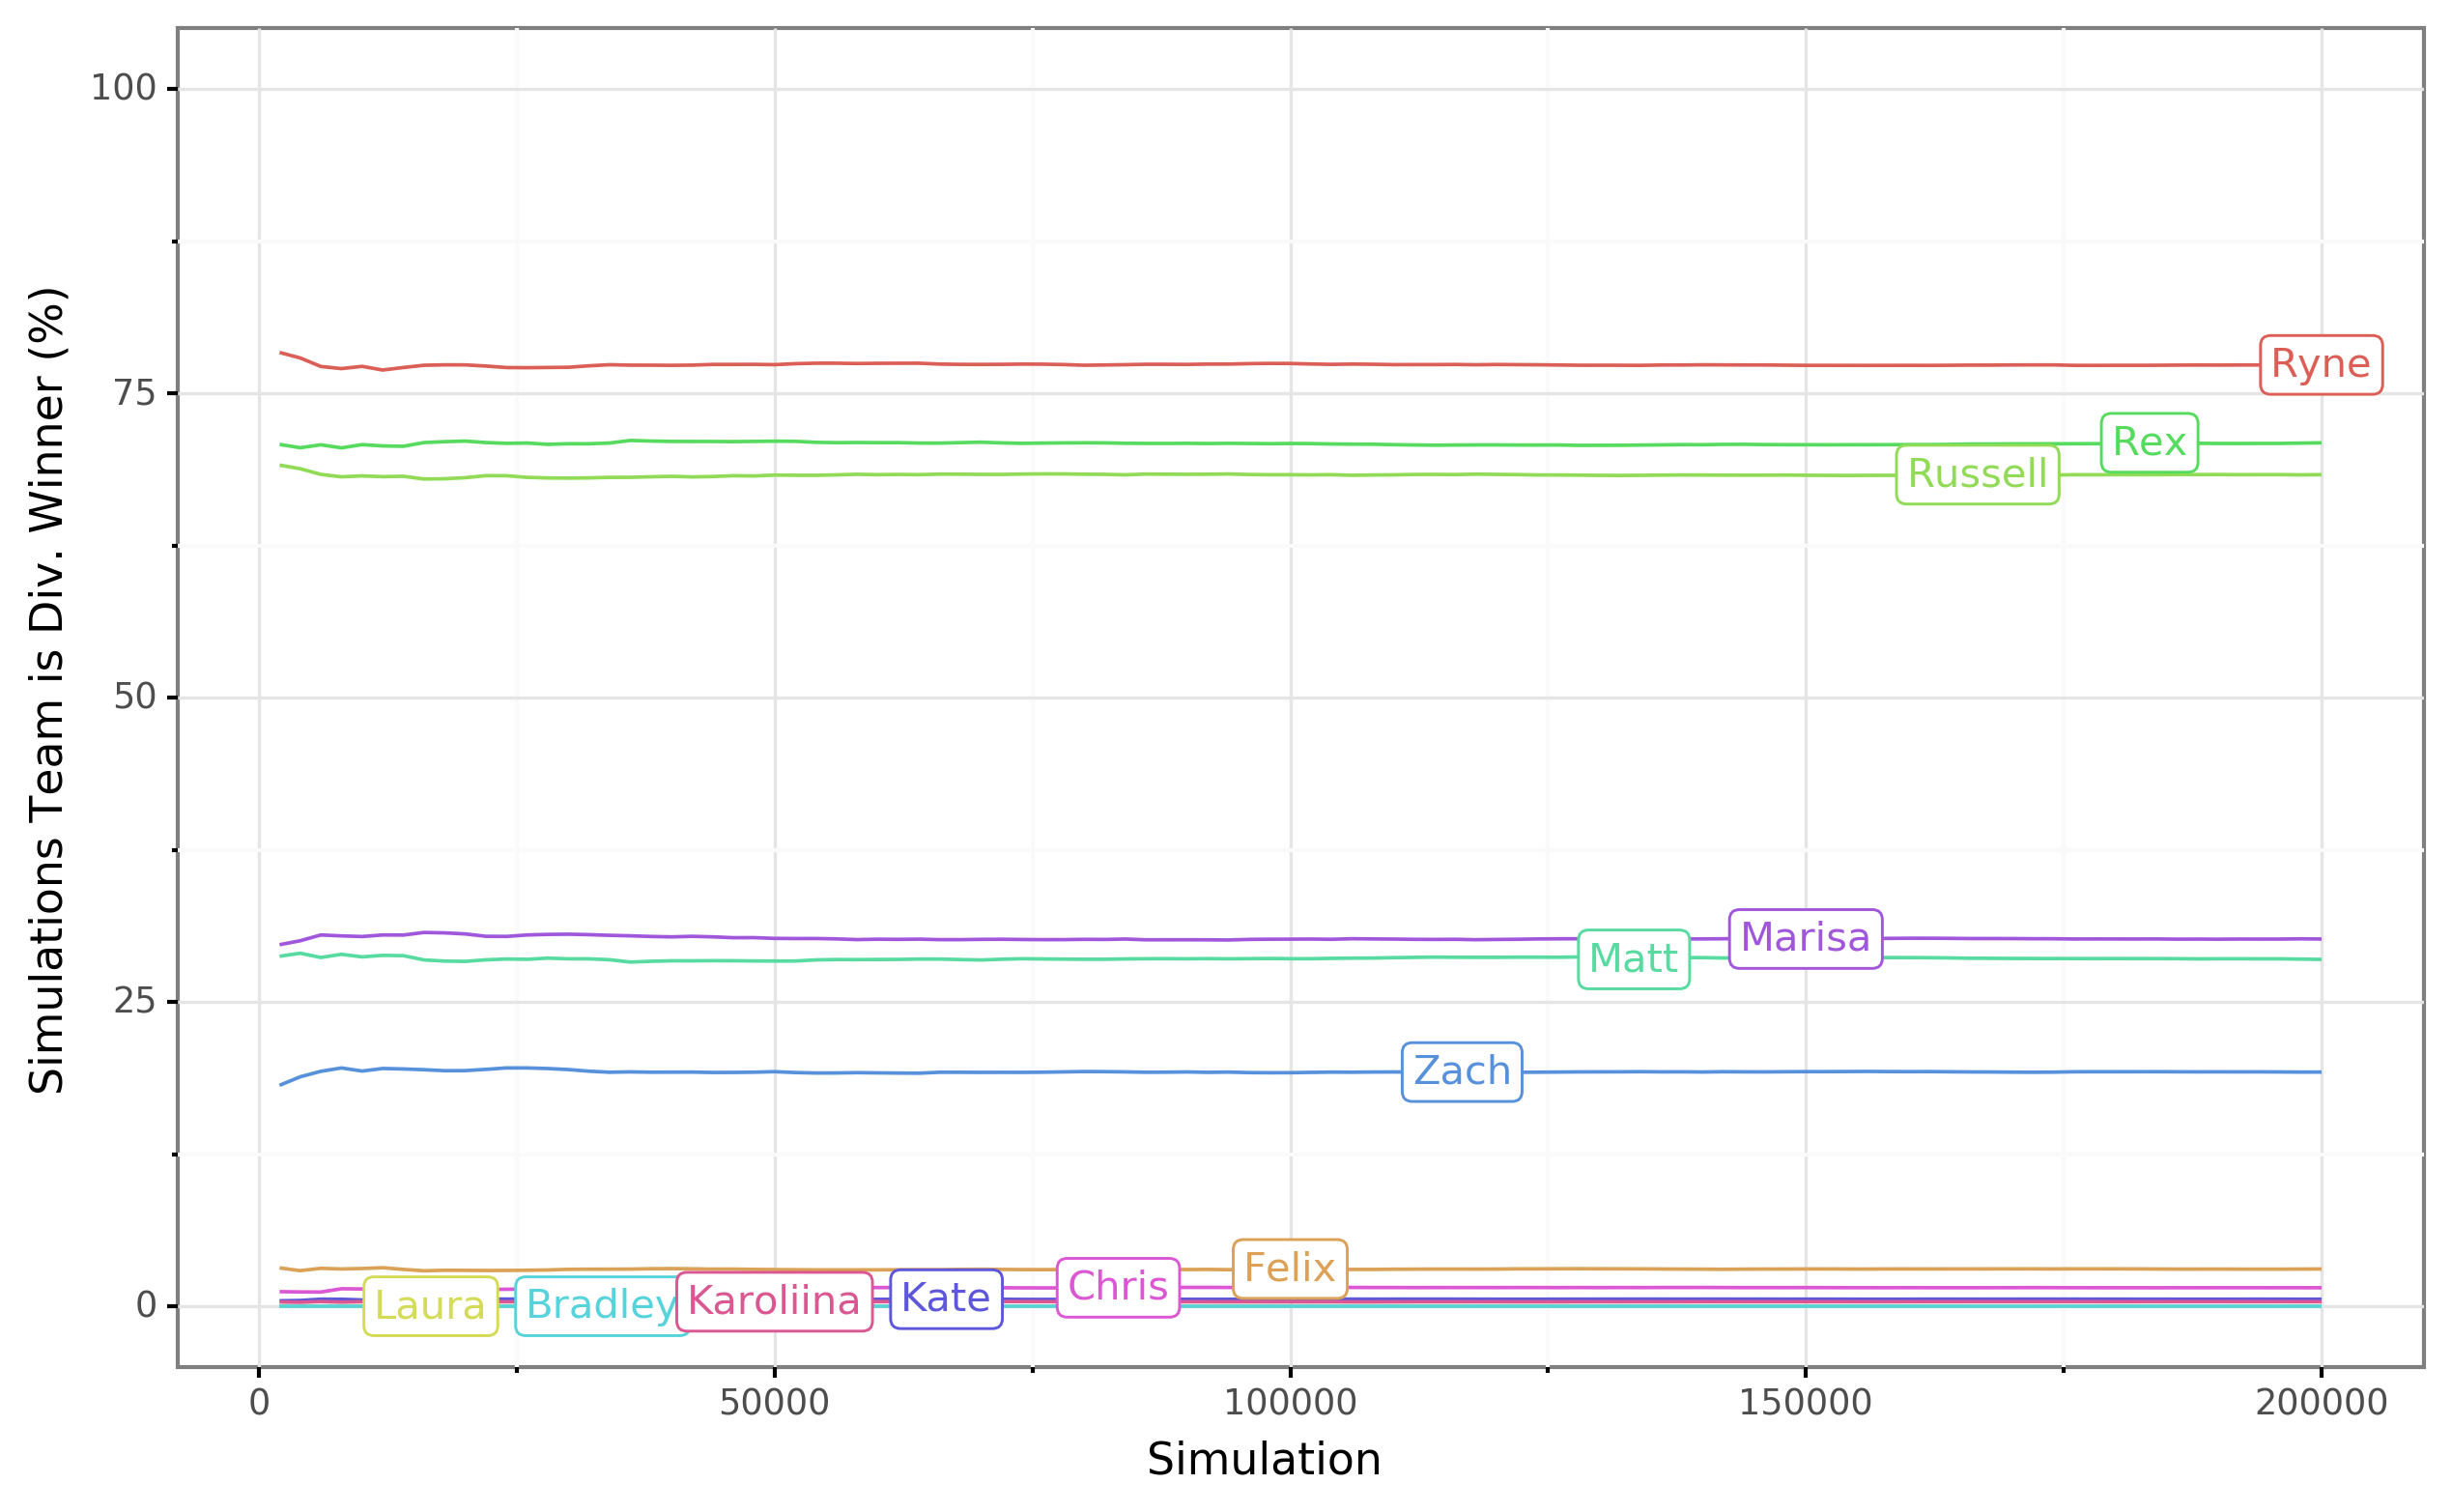 Simulations Team is Div. Winner (%)
100
75
50
25
0
Ryne
Rex
Russell
Marisa
Matt
Zach
Felix
Chris
Kate
Karoliina
Bradley
Laura
0
50000
100000
150000
200000
Simulation